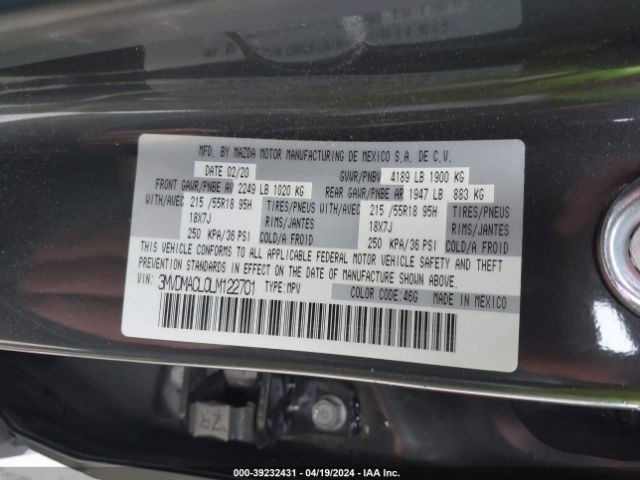 MFD. BY MAZDA MOTOR MANUFACTURING DE MEXICO S.A. DE C.V.
DATE 02/20 GVWR/PNBV 4189 LB 1900 KG
FRONT GAWR/PNBE AV 2249 LB 1020 KG REAR GAWR/PNBE AR 1947 LB 883 KG
WITH/AVEC 215 /55R18 95H TIRES/PNEUS WITH/AVEC 215 /55R18 95H TIRES/PNEUS
18X7J RIMS/JANTES 18X7J RIMS/JANTES
250 KPA/36 PSI COLD/A FROID 250 KPA/36 PSI COLD/A FROID
THIS VEHICLE CONFORMS TO ALL APPLICABLE FEDERAL MOTOR VEHICLE SAFETY AND THEFT
PREVENTION STANDARDS IN EFFECT ON THE DATE OF MANUFACTURE SHOWN ABOVE.
VIN: 3MVDMACL0LM122701 TYPE: MPV COLOR CODE:46G MADE IN MEXICO
000-39232431 - 04/19/2024 - IAA Inc.